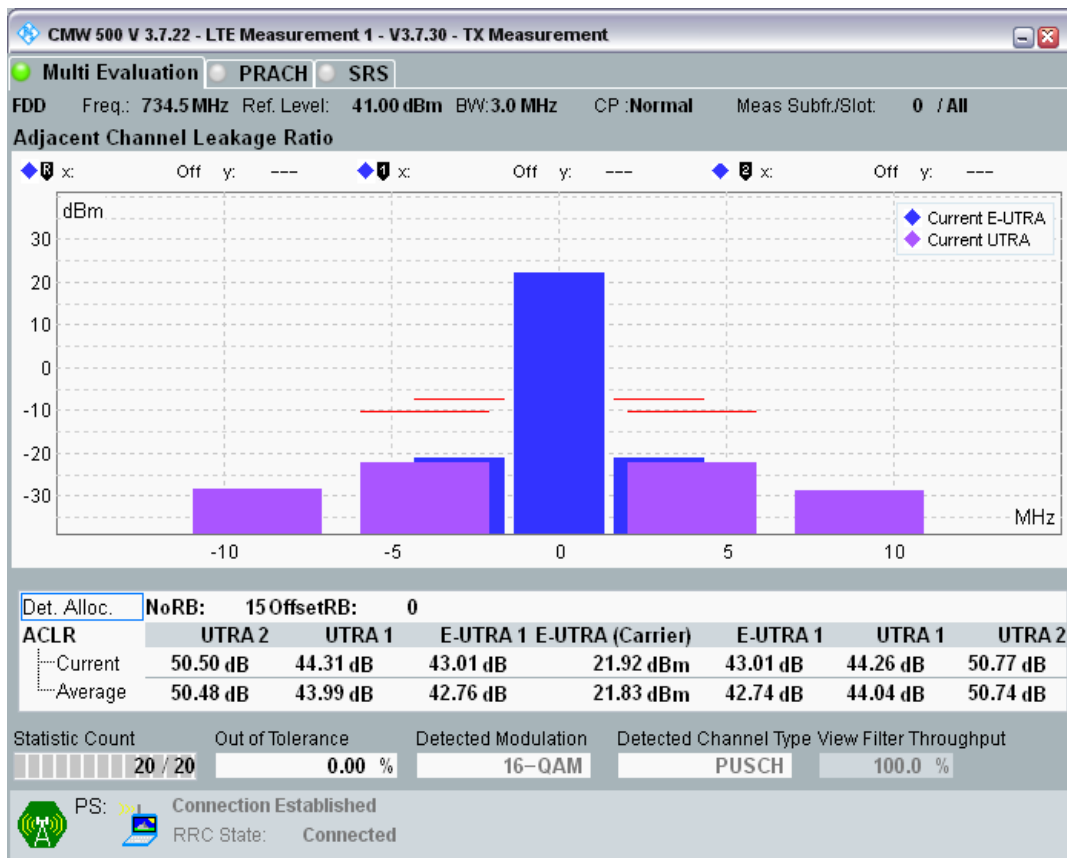 CMW 500 V 3.7.22 - LTE Measurement 1 - V3.7.30 - TX Measurement
Multi Evaluation PRACH SRS
FDD Freq.: 734.5 MHz Ref. Level: 41.00 dBm BW:3.0 MHz CP :Normal Meas Subfr./Slot: 0 / All
Adjacent Channel Leakage Ratio
R x: Off y: --- 1 x: Off y: --- 2 x: Off y: ---
dBm
Current E-UTRA
Current UTRA
30
20
10
0
-10
-20
-30
MHz
-10 -5 0 5 10
Det. Alloc. NoRB: 15 OffsetRB: 0
ACLR UTRA 2 UTRA 1 E-UTRA 1 E-UTRA (Carrier) E-UTRA 1 UTRA 1 UTRA 2
Current 50.50 dB 44.31 dB 43.01 dB 21.92 dBm 43.01 dB 44.26 dB 50.77 dB
Average 50.48 dB 43.99 dB 42.76 dB 21.83 dBm 42.74 dB 44.04 dB 50.74 dB
Statistic Count Out of Tolerance Detected Modulation Detected Channel Type View Filter Throughput
20 / 20 0.00 % 16-QAM PUSCH 100.0 %
PS: Connection Established
RRC State: Connected